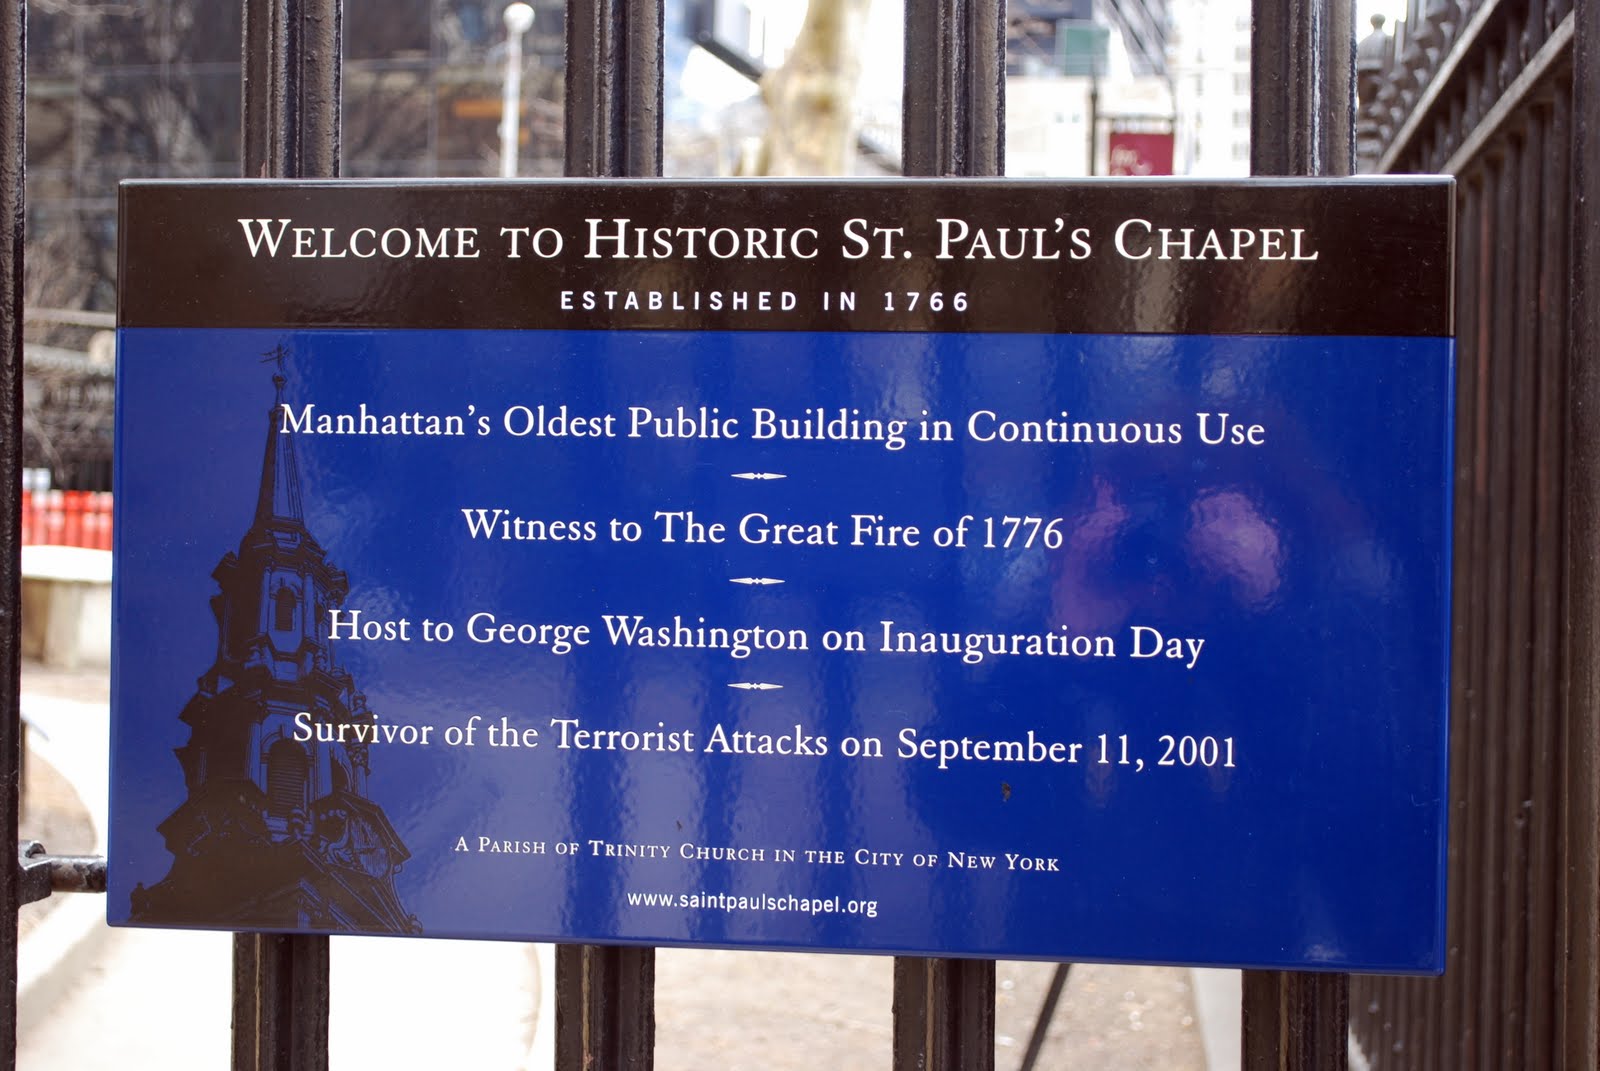 WELCOME TO HISTORIC ST. PAUL'S CHAPEL
ESTABLISHED IN 1766
Manhattan's Oldest Public Building in Continuous Use
Witness to The Great Fire of 1776
Host to George Washington on Inauguration Day
Survivor of the Terrorist Attacks on September 11, 2001
A PARISH OF TRINITY CHURCH IN THE CITY OF NEW YORK
www.saintpaulschapel.org